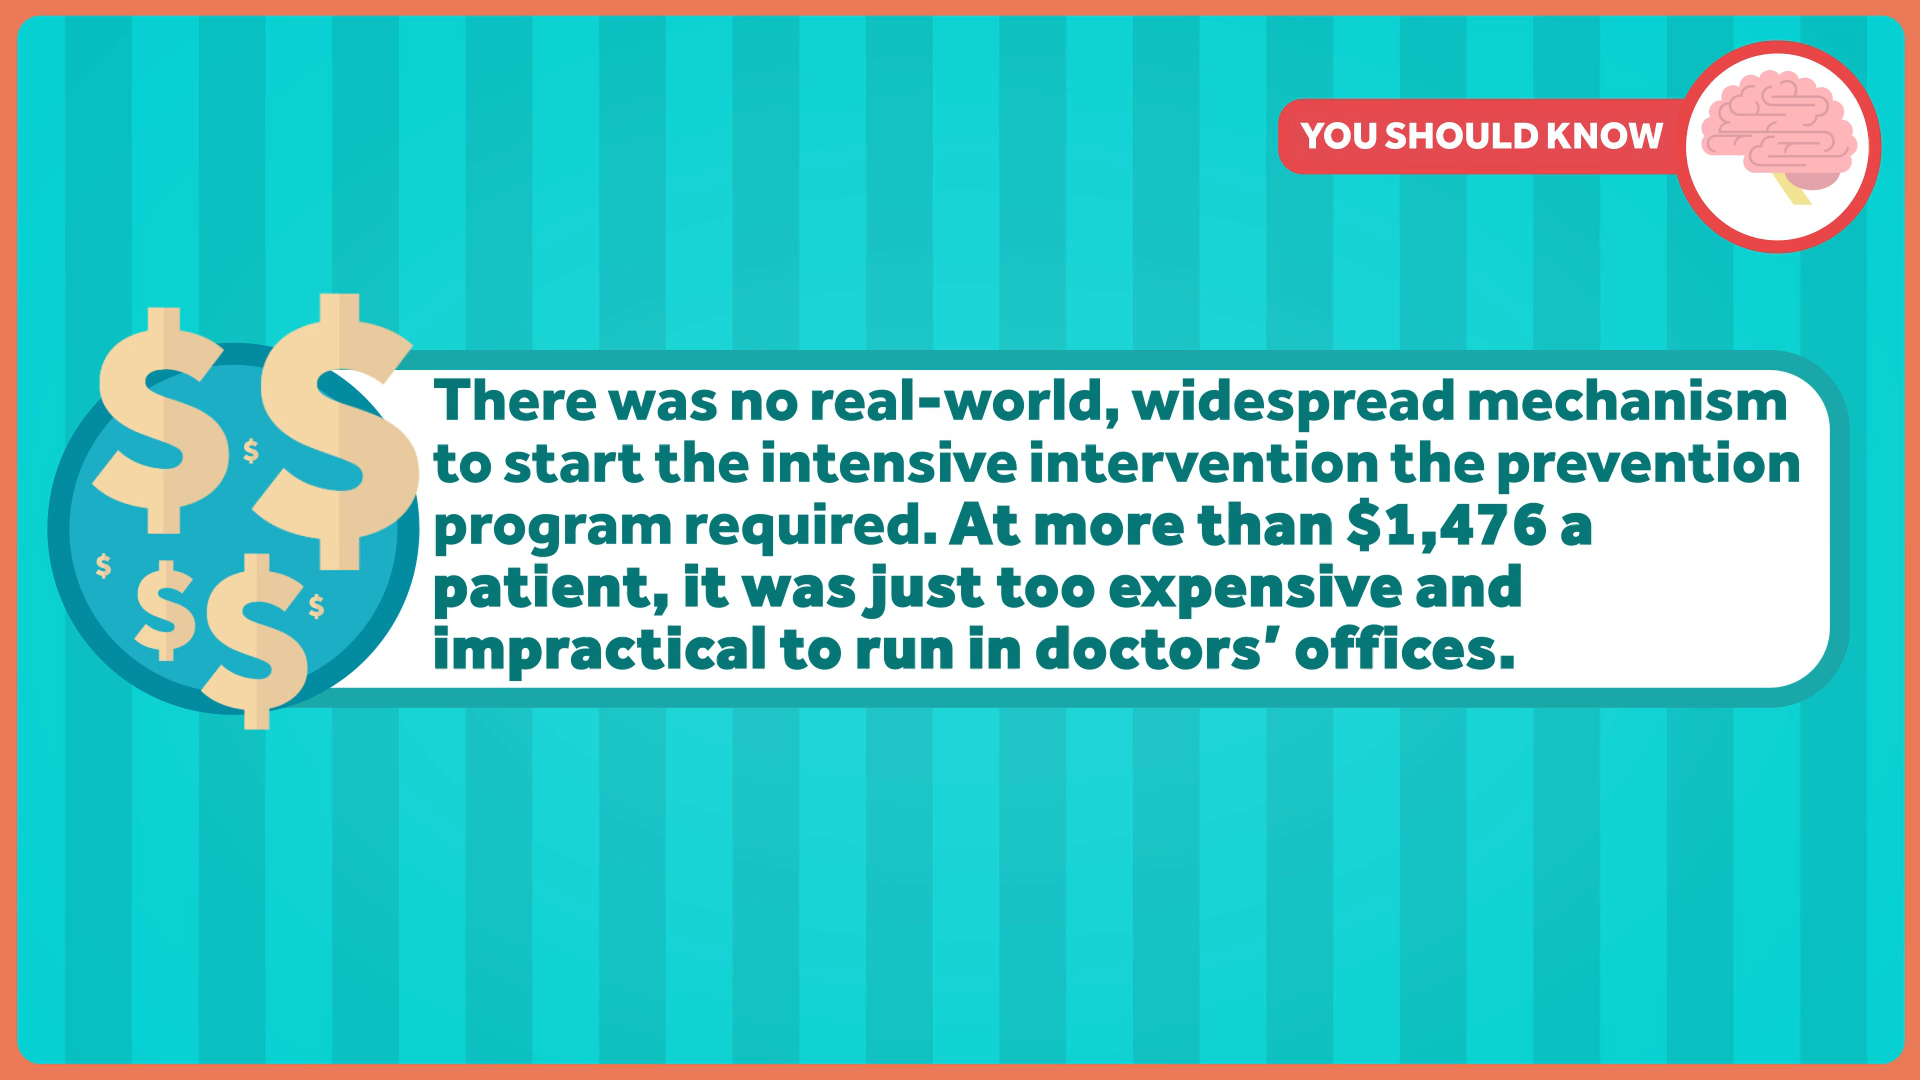 YOU SHOULD KNOW
There was no real-world, widespread mechanism
to start the intensive intervention the prevention
program required. At more than $1,476 a
patient, it was just too expensive and
impractical to run in doctors’ offices.